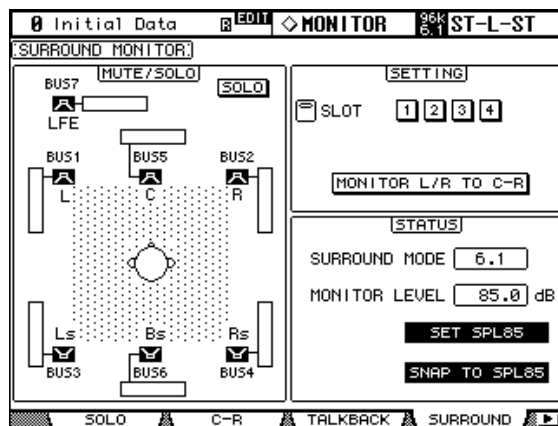 0 Initial Data B EDIT ◇MONITOR 96k 6.1 ST-L-ST
SURROUND MONITOR
MUTE/SOLO
SOLO
BUS7
LFE
BUS1 BUS5 BUS2
L C R
Ls Bs Rs
BUS3 BUS6 BUS4
SETTING
SLOT 1 2 3 4
MONITOR L/R TO C-R
STATUS
SURROUND MODE 6.1
MONITOR LEVEL 85.0 dB
SET SPL85
SNAP TO SPL85
SOLO C-R TALKBACK SURROUND